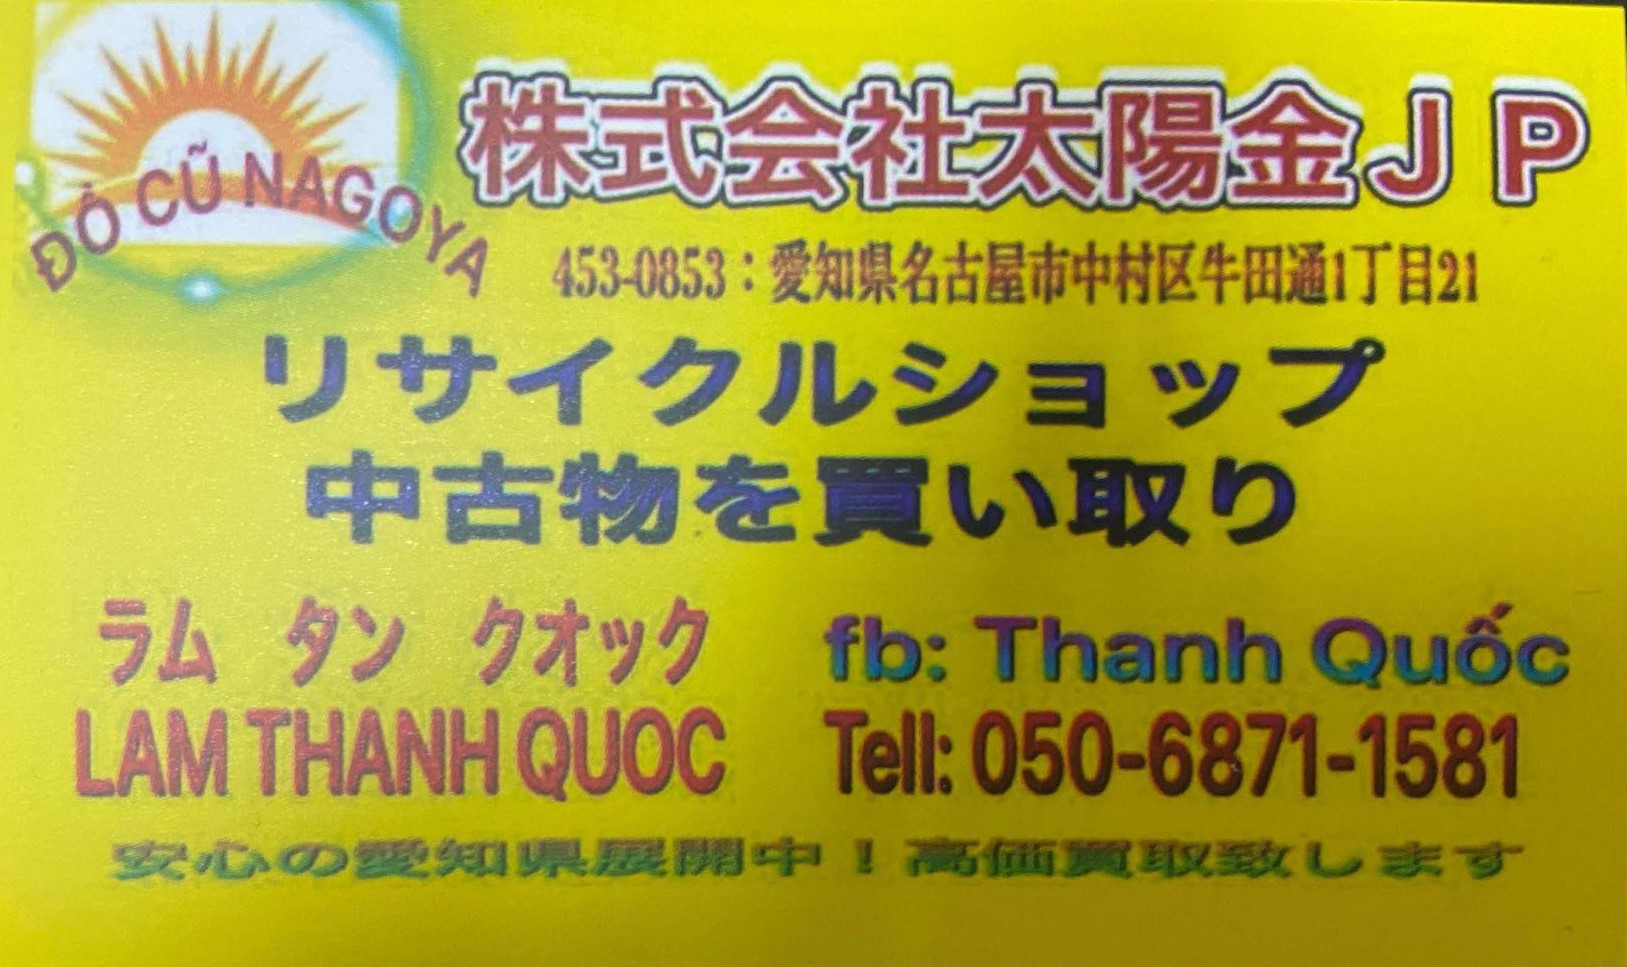 ĐỒ CŨ NAGOYA
株式会社太陽金ＪＰ
453-0853：愛知県名古屋市中村区牛田通1丁目21
リサイクルショップ
中古物を買い取り
ラム　タン　クオック
fb: Thanh Quốc
LAM THANH QUOC
Tell: 050-6871-1581
安心の愛知県展開中！高価買取致します